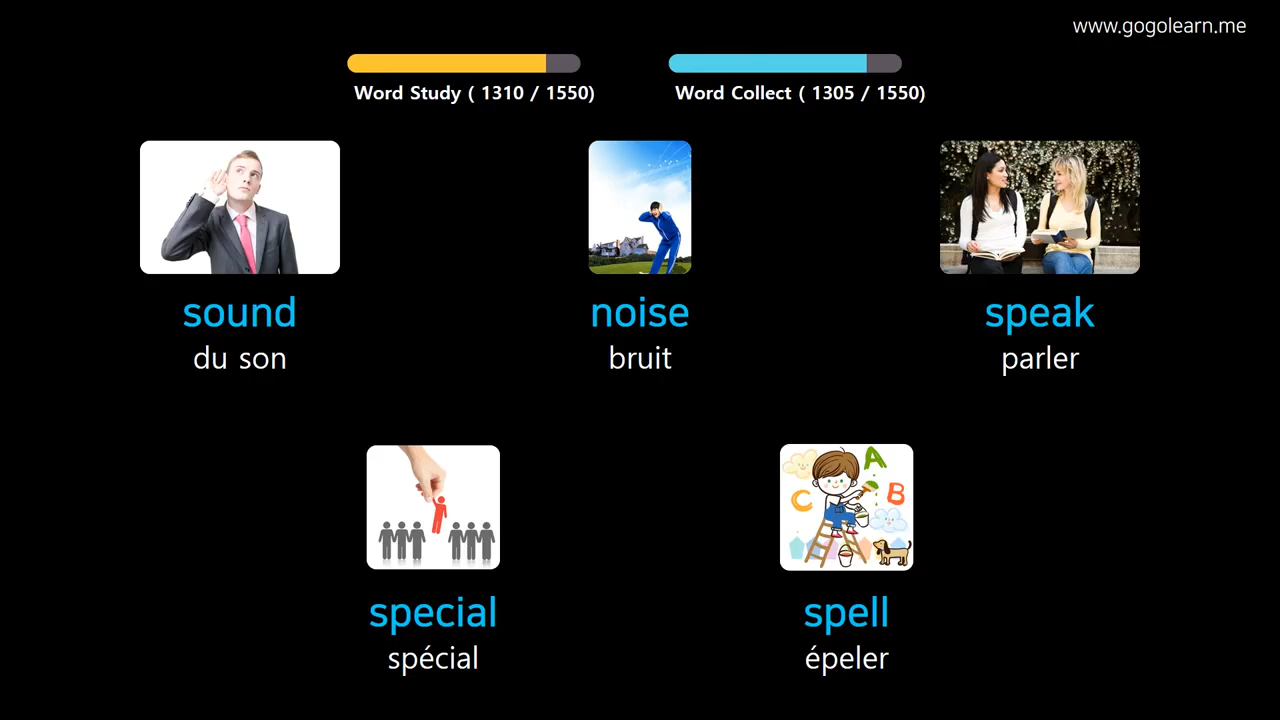 www.gogolearn.me
Word Study ( 1310 / 1550)
Word Collect ( 1305 / 1550)
sound
du son
noise
bruit
speak
parler
A
B
C
special
spécial
spell
épeler